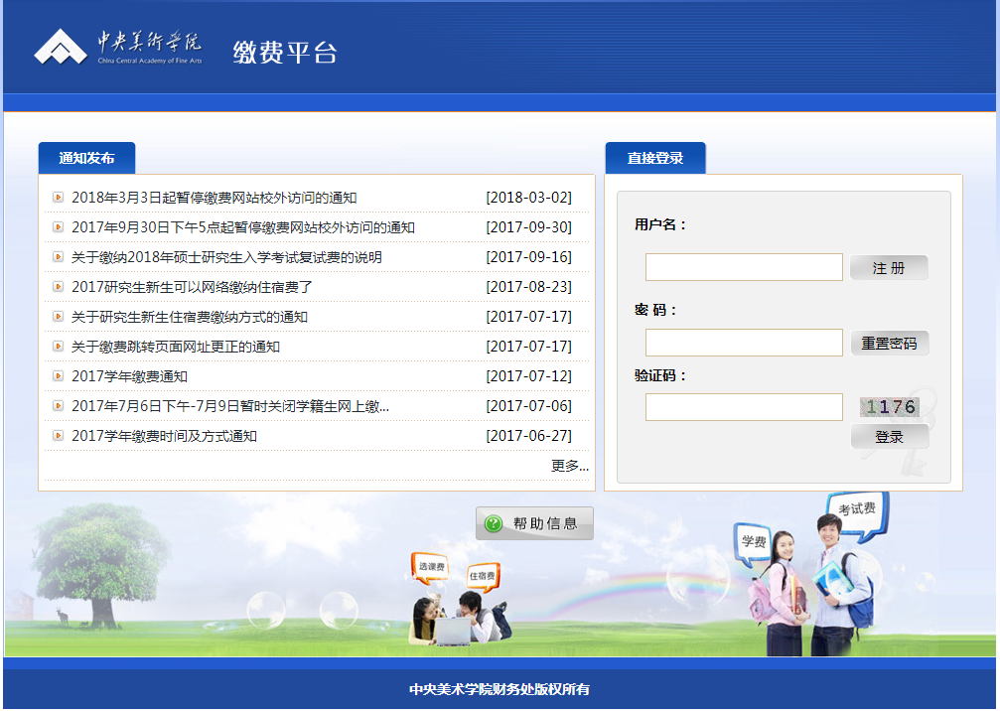 中央美術学院
China Central Academy of Fine Arts
缴费平台
通知发布
2018年3月3日起暂停缴费网站校外访问的通知 [2018-03-02]
2017年9月30日下午5点起暂停缴费网站校外访问的通知 [2017-09-30]
关于缴纳2018年硕士研究生入学考试复试费的说明 [2017-09-16]
2017研究生新生可以网络缴纳住宿费了 [2017-08-23]
关于研究生新生住宿费缴纳方式的通知 [2017-07-17]
关于缴费跳转页面网址更正的通知 [2017-07-17]
2017学年缴费通知 [2017-07-12]
2017年7月6日下午-7月9日暂时关闭学籍生网上缴... [2017-07-06]
2017学年缴费时间及方式通知 [2017-06-27]
更多...
直接登录
用户名：
注 册
密 码：
重置密码
验证码：
1176
登录
帮助信息
选课费
住宿费
学费
考试费
中央美术学院财务处版权所有